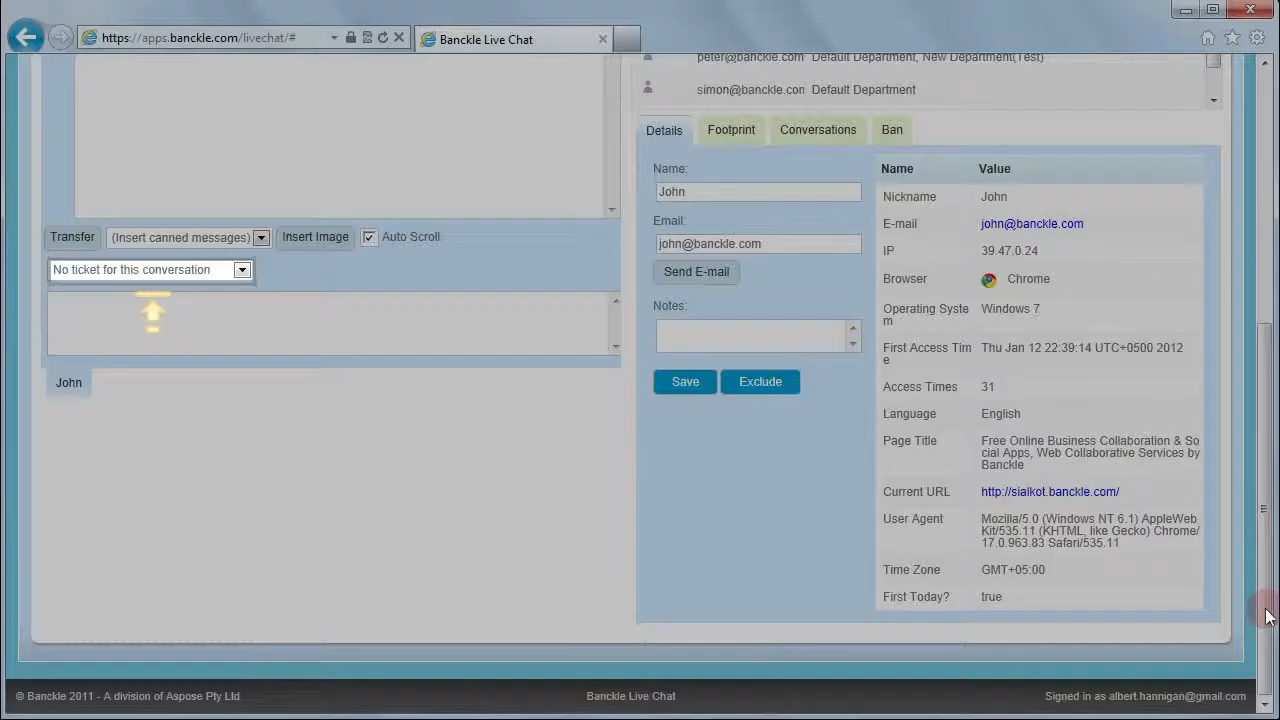 https://apps.banckle.com/livechat/#
Banckle Live Chat
peter@banckle.com Default Department, New Department(Test)
simon@banckle.com Default Department
Details Footprint Conversations Ban
Transfer (Insert canned messages) Insert Image Auto Scroll
No ticket for this conversation
John
Name:
John
Email:
john@banckle.com
Send E-mail
Notes:
Save Exclude
Name Value
Nickname John
E-mail john@banckle.com
IP 39.47.0.24
Browser Chrome
Operating Syste
m
Windows 7
First Access Tim
e
Thu Jan 12 22:39:14 UTC+0500 2012
Access Times 31
Language English
Page Title Free Online Business Collaboration & So
cial Apps, Web Collaborative Services by
Banckle
Current URL http://sialkot.banckle.com/
User Agent Mozilla/5.0 (Windows NT 6.1) AppleWeb
Kit/535.11 (KHTML, like Gecko) Chrome/
17.0.963.83 Safari/535.11
Time Zone GMT+05:00
First Today? true
© Banckle 2011 - A division of Aspose Pty Ltd Banckle Live Chat Signed in as albert.hannigan@gmail.com